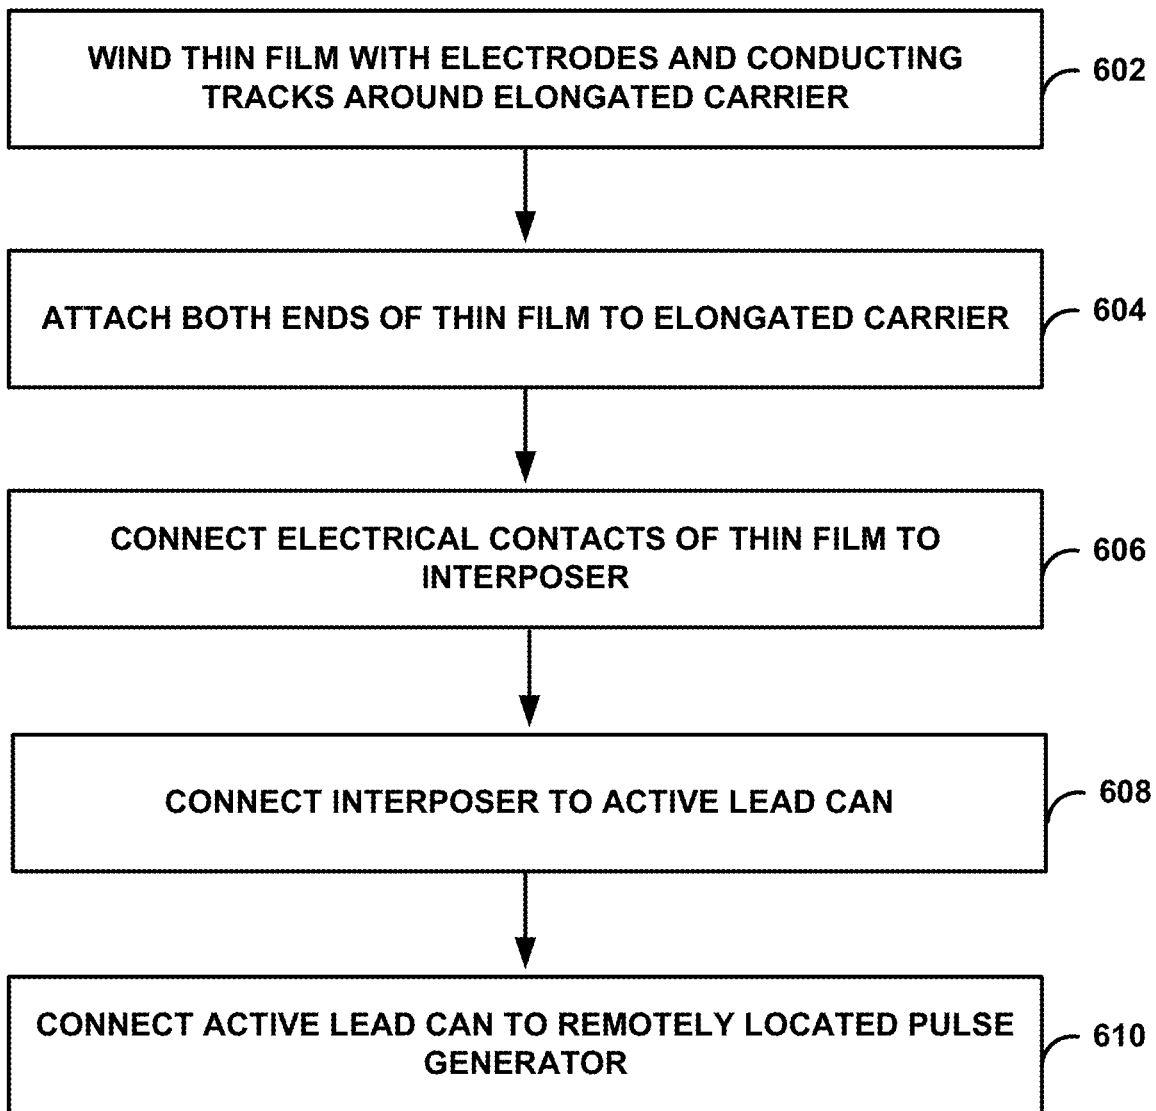 WIND THIN FILM WITH ELECTRODES AND CONDUCTING
TRACKS AROUND ELONGATED CARRIER
602
ATTACH BOTH ENDS OF THIN FILM TO ELONGATED CARRIER
604
CONNECT ELECTRICAL CONTACTS OF THIN FILM TO
INTERPOSER
606
CONNECT INTERPOSER TO ACTIVE LEAD CAN
608
CONNECT ACTIVE LEAD CAN TO REMOTELY LOCATED PULSE
GENERATOR
610